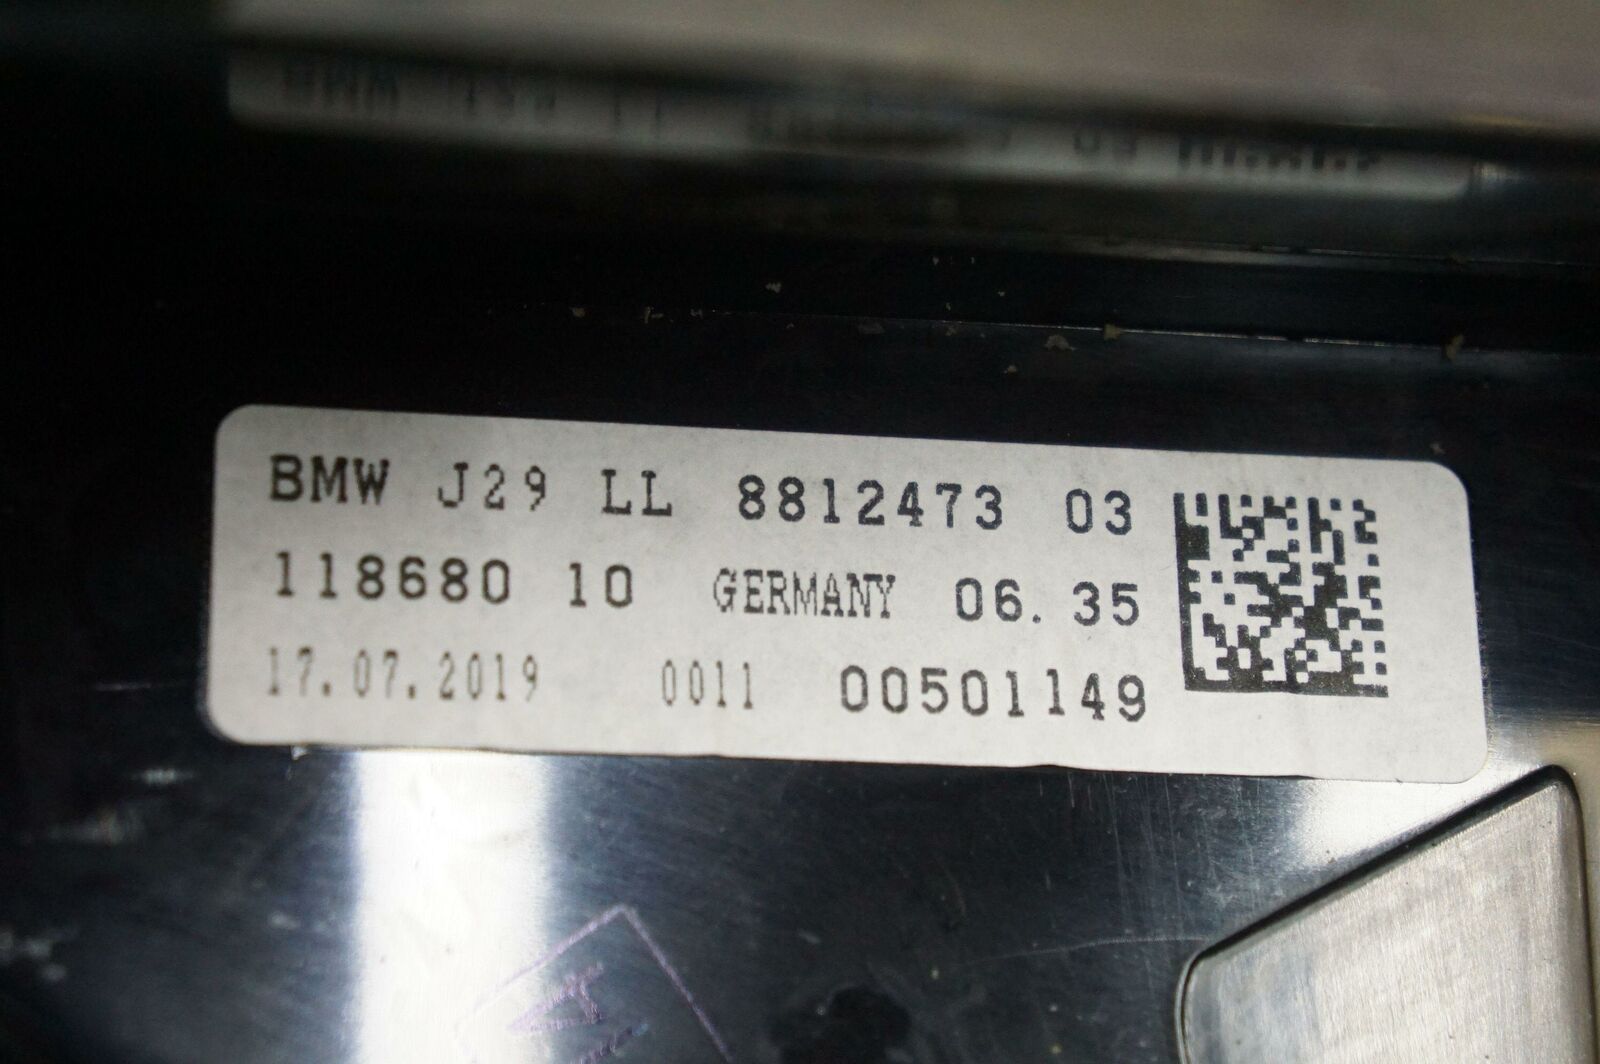 BMW J29 LL 8812473 03
118680 10 GERMANY 06.35
17.07.2019 0011 00501149
A